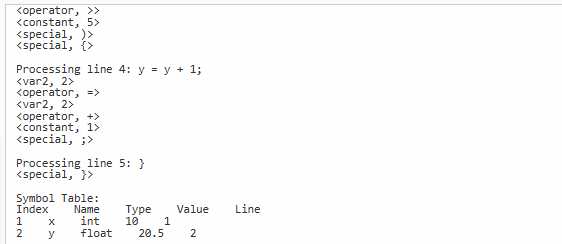 <operator, >>
<constant, 5>
<special, )>
<special, {>
Processing line 4: y = y + 1;
<var2, 2>
<operator, =>
<var2, 2>
<operator, +>
<constant, 1>
<special, ;>
Processing line 5: }
<special, }>
Symbol Table:
Index    Name    Type    Value    Line
1    x    int    10    1
2    y    float    20.5    2